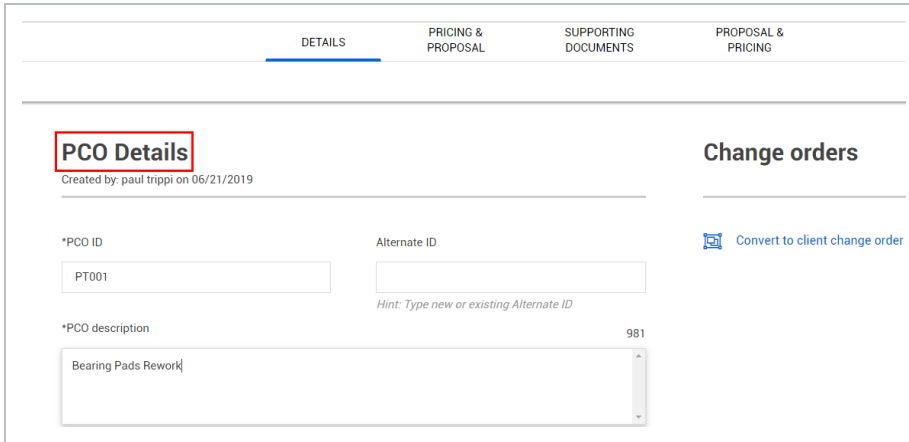 DETAILS
PRICING &
PROPOSAL
SUPPORTING
DOCUMENTS
PROPOSAL &
PRICING
PCO Details
Created by: paul trippi on 06/21/2019
Change orders
*PCO ID
Alternate ID
Convert to client change order
PT001
Hint: Type new or existing Alternate ID
*PCO description
981
Bearing Pads Rework